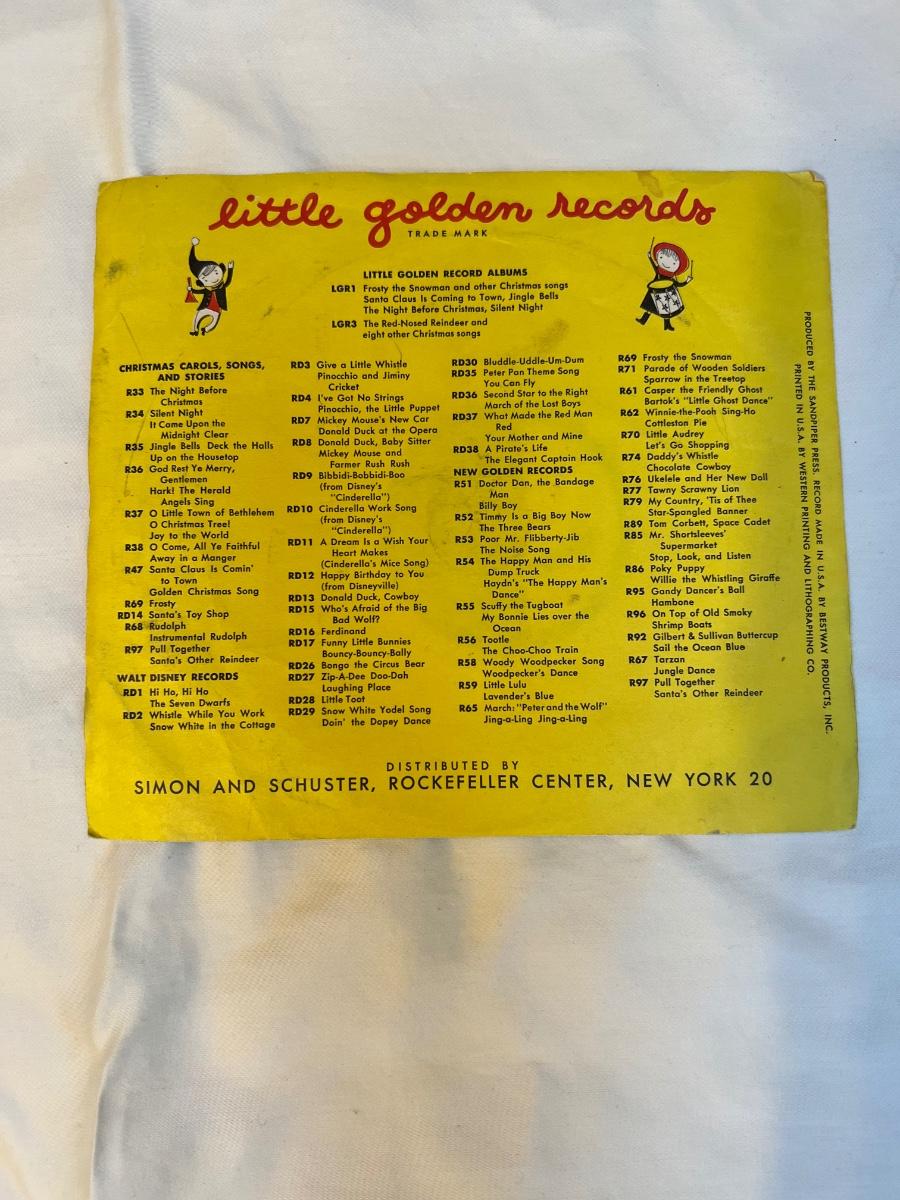 little golden records
TRADE MARK
LITTLE GOLDEN RECORD ALBUMS
LGR1 Frosty the Snowman and other Christmas songs
Santa Claus Is Coming to Town, Jingle Bells
The Night Before Christmas, Silent Night
LGR3 The Red-Nosed Reindeer and
eight other Christmas songs
CHRISTMAS CAROLS, SONGS,
AND STORIES
R33 The Night Before
Christmas
R34 Silent Night
It Came Upon the
Midnight Clear
R35 Jingle Bells Deck the Halls
Up on the Housetop
R36 God Rest Ye Merry,
Gentlemen
Hark! The Herald
Angels Sing
R37 O Little Town of Bethlehem
O Christmas Tree!
Joy to the World
R38 O Come, All Ye Faithful
Away in a Manger
R47 Santa Claus Is Comin'
to Town
Golden Christmas Song
R69 Frosty
RD14 Santa's Toy Shop
R68 Rudolph
Instrumental Rudolph
R97 Pull Together
Santa's Other Reindeer
WALT DISNEY RECORDS
RD1 Hi Ho, Hi Ho
The Seven Dwarfs
RD2 Whistle While You Work
Snow White in the Cottage
RD3 Give a Little Whistle
Pinocchio and Jiminy
Cricket
RD4 I've Got No Strings
Pinocchio, the Little Puppet
RD7 Mickey Mouse's New Car
Donald Duck at the Opera
RD8 Donald Duck, Baby Sitter
Mickey Mouse and
Farmer Rush Rush
RD9 Bibbidi-Bobbidi-Boo
(from Disney's
"Cinderella")
RD10 Cinderella Work Song
(from Disney's
"Cinderella")
RD11 A Dream Is a Wish Your
Heart Makes
(Cinderella's Mice Song)
RD12 Happy Birthday to You
(from Disneyville)
RD13 Donald Duck, Cowboy
RD15 Who's Afraid of the Big
Bad Wolf?
RD16 Ferdinand
RD17 Funny Little Bunnies
Bouncy-Bouncy-Bally
RD26 Bongo the Circus Bear
RD27 Zip-A-Dee Doo-Dah
Laughing Place
RD28 Little Toot
RD29 Snow White Yodel Song
Doin' the Dopey Dance
RD30 Bluddle-Uddle-Um-Dum
RD35 Peter Pan Theme Song
You Can Fly
RD36 Second Star to the Right
March of the Lost Boys
RD37 What Made the Red Man
Red
Your Mother and Mine
RD38 A Pirate's Life
The Elegant Captain Hook
NEW GOLDEN RECORDS
R51 Doctor Dan, the Bandage
Man
Billy Boy
R52 Timmy Is a Big Boy Now
The Three Bears
R53 Poor Mr. Flibberty-Jib
The Noise Song
R54 The Happy Man and His
Dump Truck
Haydn's "The Happy Man's
Dance"
R55 Scuffy the Tugboat
My Bonnie Lies over the
Ocean
R56 Tootle
The Choo-Choo Train
R58 Woody Woodpecker Song
Woodpecker's Dance
R59 Little Lulu
Lavender's Blue
R65 March: "Peter and the Wolf"
Jing-a-Ling Jing-a-Ling
R69 Frosty the Snowman
R71 Parade of Wooden Soldiers
Sparrow in the Treetop
R61 Casper the Friendly Ghost
Bartok's "Little Ghost Dance"
R62 Winnie-the-Pooh Sing-Ho
Cottleston Pie
R70 Little Audrey
Let's Go Shopping
R74 Daddy's Whistle
Chocolate Cowboy
R76 Ukelele and Her New Doll
R77 Tawny Scrawny Lion
R79 My Country, 'Tis of Thee
Star-Spangled Banner
R89 Tom Corbett, Space Cadet
R85 Mr. Shortsleeves'
Supermarket
Stop, Look, and Listen
R86 Poky Puppy
Willie the Whistling Giraffe
R95 Gandy Dancer's Ball
Hambone
R96 On Top of Old Smoky
Shrimp Boats
R92 Gilbert & Sullivan Buttercup
Sail the Ocean Blue
R67 Tarzan
Jungle Dance
R97 Pull Together
Santa's Other Reindeer
PRODUCED BY THE SANDPIPER PRESS. RECORD MADE IN U.S.A. BY BESTWAY PRODUCTS, INC.
PRINTED IN U.S.A. BY WESTERN PRINTING AND LITHOGRAPHING CO.
DISTRIBUTED BY
SIMON AND SCHUSTER, ROCKEFELLER CENTER, NEW YORK 20